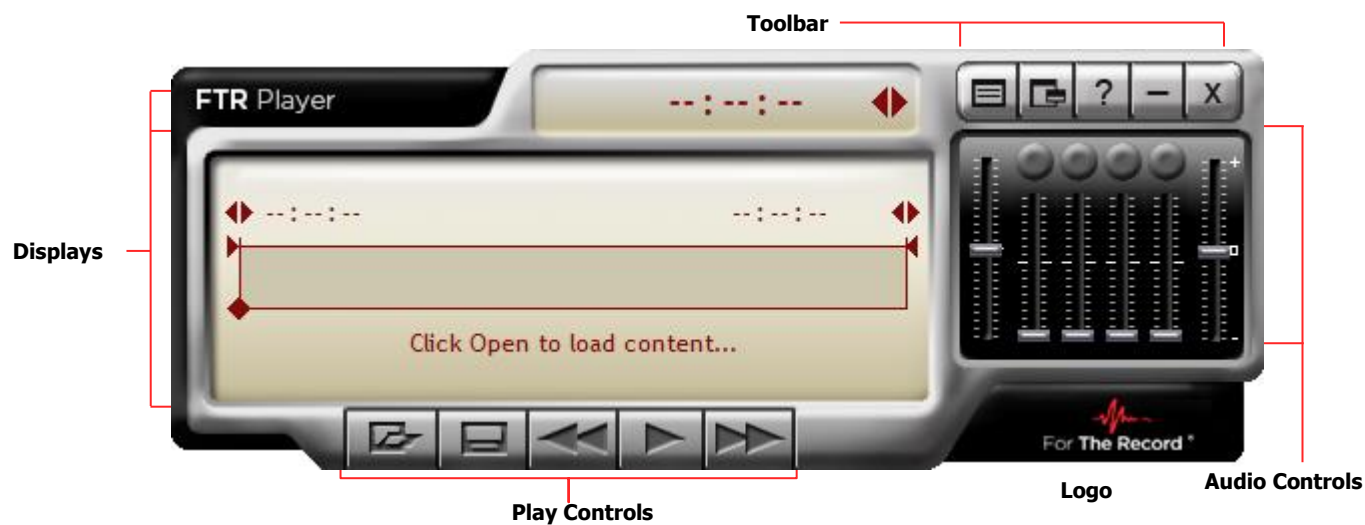 Toolbar
FTR Player
--:--:--
? – X
--:--:-- --:--:--
+
Displays
Click Open to load content...
-
For The Record ®
Logo
Audio Controls
Play Controls